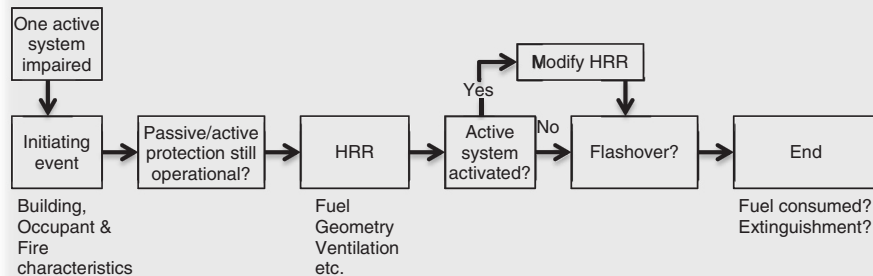 One active
system
impaired
Modify HRR
Yes
Initiating
event
Passive/active
protection still
operational?
HRR
Active
system
activated?
No
Flashover?
End
Building,
Occupant &
Fire
characteristics
Fuel
Geometry
Ventilation
etc.
Fuel consumed?
Extinguishment?